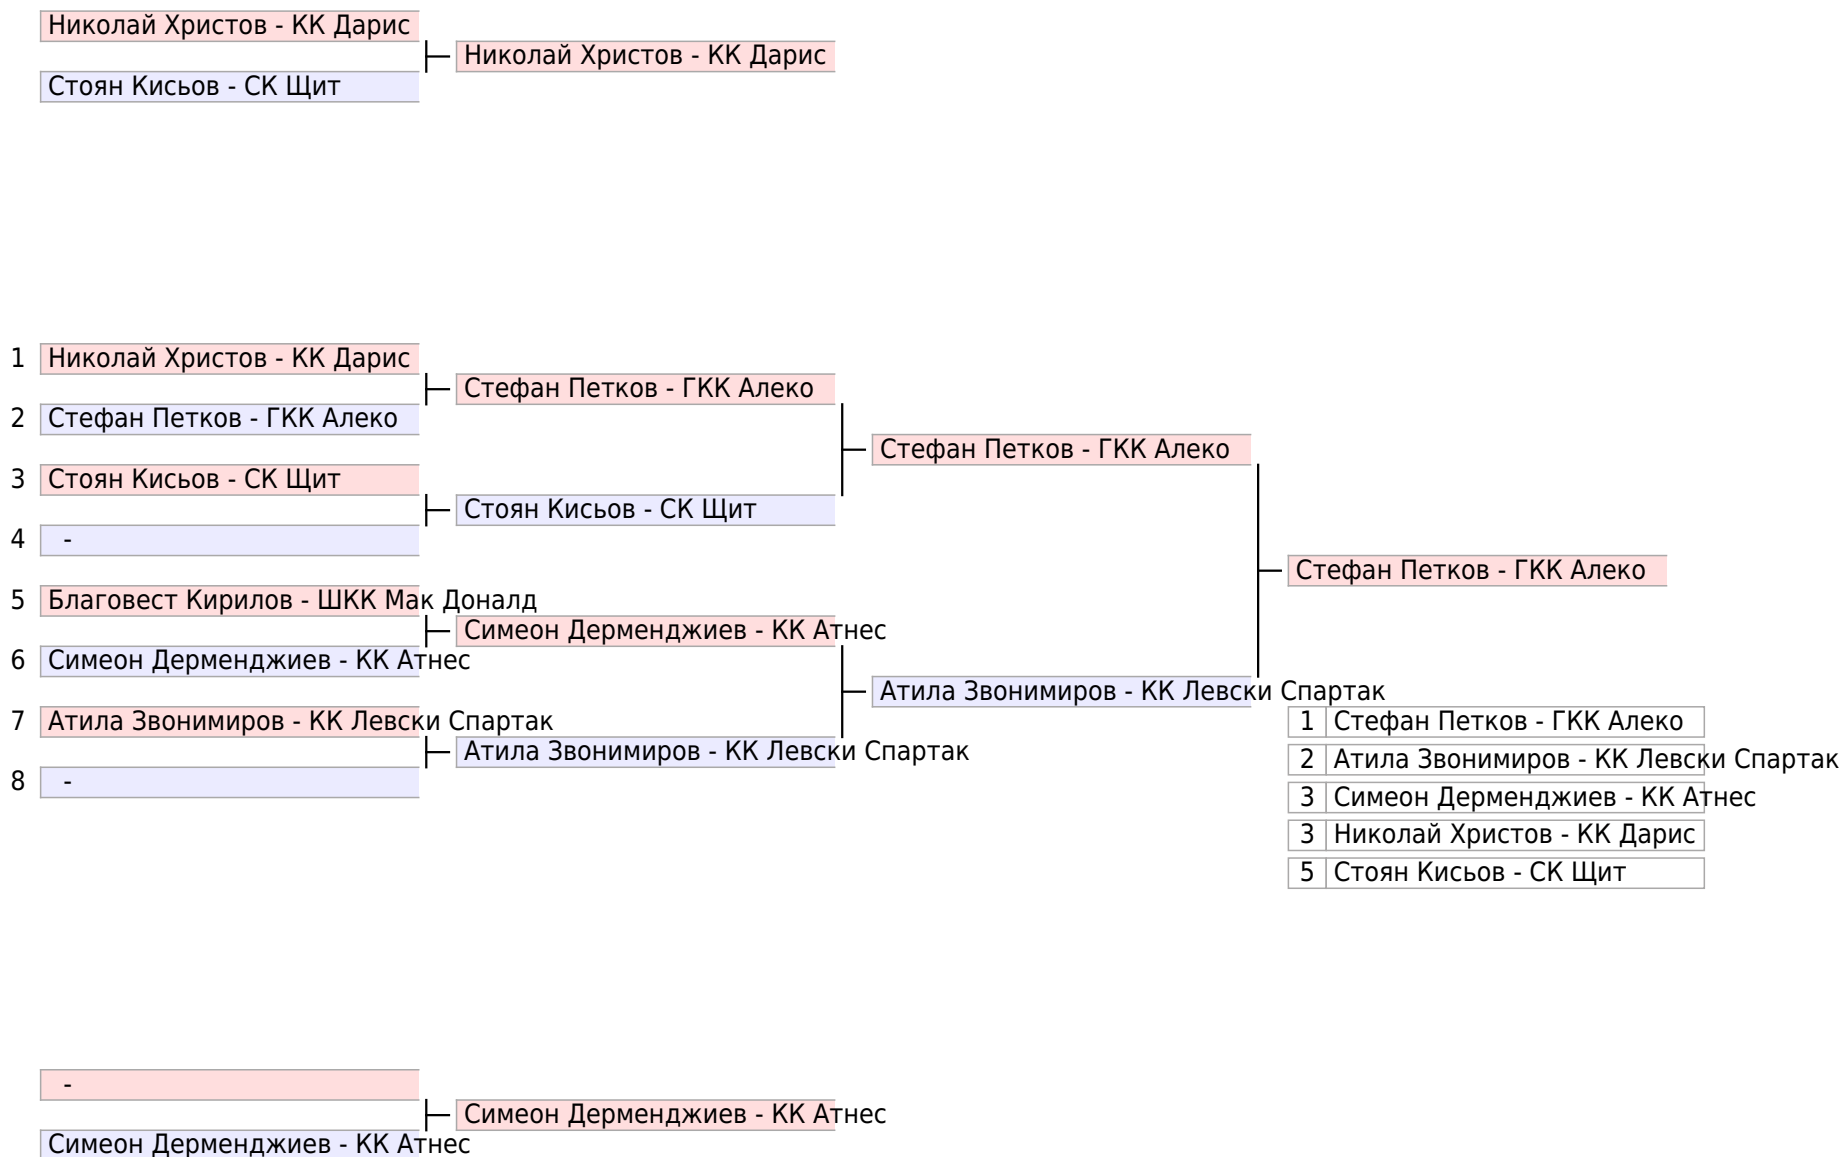 Николай Христов - КК Дарис
Николай Христов - КК Дарис
Стоян Кисьов - СК Щит
1 Николай Христов - КК Дарис
Стефан Петков - ГКК Алеко
2 Стефан Петков - ГКК Алеко
Стефан Петков - ГКК Алеко
3 Стоян Кисьов - СК Щит
Стоян Кисьов - СК Щит
4 -
Стефан Петков - ГКК Алеко
5 Благовест Кирилов - ШКК Мак Доналд
Симеон Дерменджиев - КК Атнес
6 Симеон Дерменджиев - КК Атнес
Атила Звонимиров - КК Левски Спартак
7 Атила Звонимиров - КК Левски Спартак
Атила Звонимиров - КК Левски Спартак
8 -
1 Стефан Петков - ГКК Алеко
2 Атила Звонимиров - КК Левски Спартак
3 Симеон Дерменджиев - КК Атнес
3 Николай Христов - КК Дарис
5 Стоян Кисьов - СК Щит
-
Симеон Дерменджиев - КК Атнес
Симеон Дерменджиев - КК Атнес